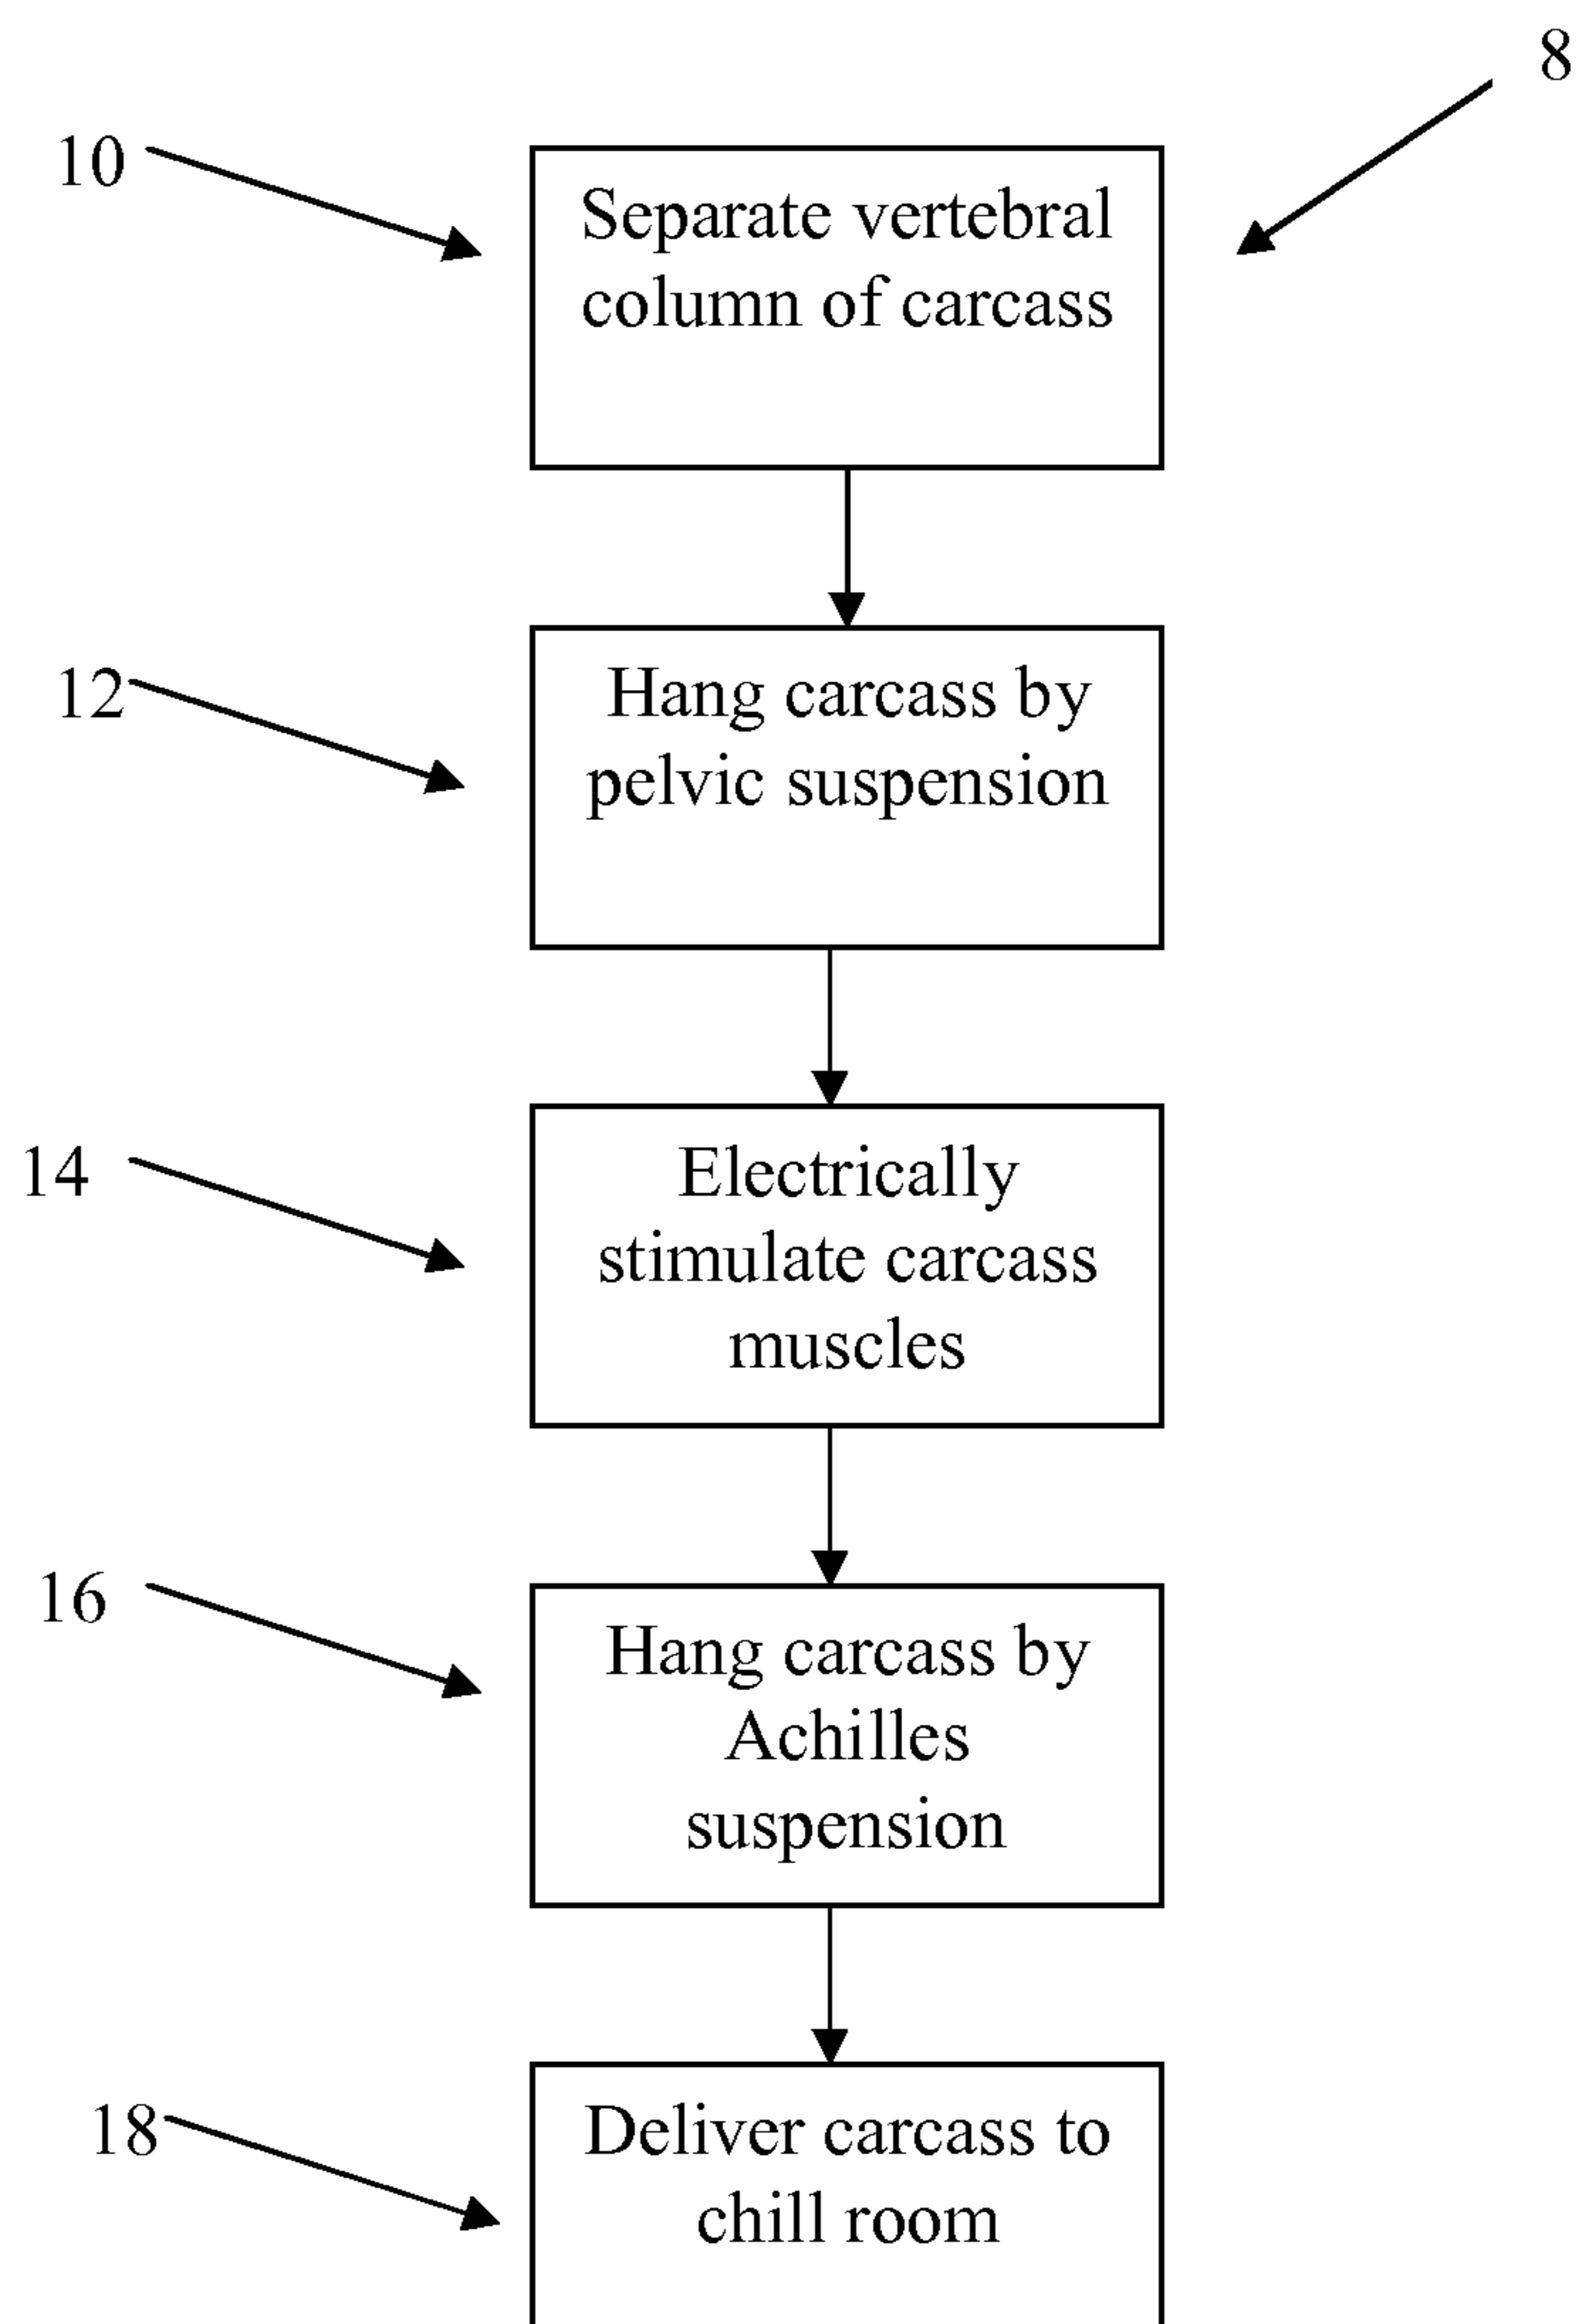 8
10
Separate vertebral
column of carcass
12
Hang carcass by
pelvic suspension
14
Electrically
stimulate carcass
muscles
16
Hang carcass by
Achilles
suspension
18
Deliver carcass to
chill room